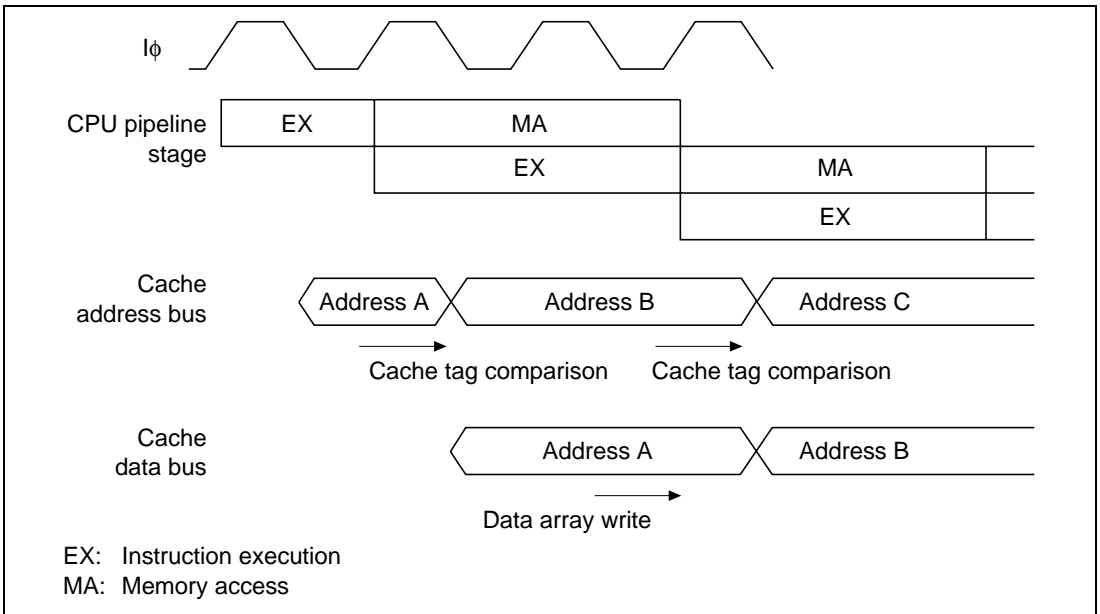 Iϕ
CPU pipeline
stage
EX
MA
EX
MA
EX
Cache
address bus
Address A
Address B
Address C
Cache tag comparison
Cache tag comparison
Cache
data bus
Address A
Address B
Data array write
EX: Instruction execution
MA: Memory access